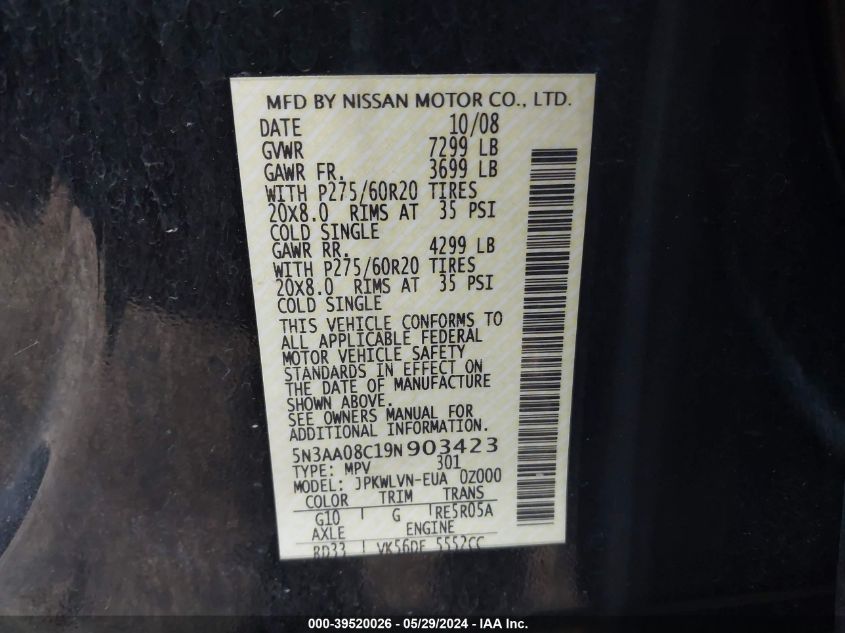 MFD BY NISSAN MOTOR CO., LTD.
DATE 10/08
GVWR 7299 LB
GAWR FR. 3699 LB
WITH P275/60R20 TIRES
20X8.0 RIMS AT 35 PSI
COLD SINGLE
GAWR RR. 4299 LB
WITH P275/60R20 TIRES
20X8.0 RIMS AT 35 PSI
COLD SINGLE
THIS VEHICLE CONFORMS TO
ALL APPLICABLE FEDERAL
MOTOR VEHICLE SAFETY
STANDARDS IN EFFECT ON
THE DATE OF MANUFACTURE
SHOWN ABOVE.
SEE OWNERS MANUAL FOR
ADDITIONAL INFORMATION.
5N3AA08C19N903423
TYPE: MPV 301
MODEL: JPKWLVN-EUA 0Z000
COLOR TRIM TRANS
G10 G RE5R05A
AXLE ENGINE
RD33 VK56DE 5552CC
000-39520026 - 05/29/2024 - IAA Inc.